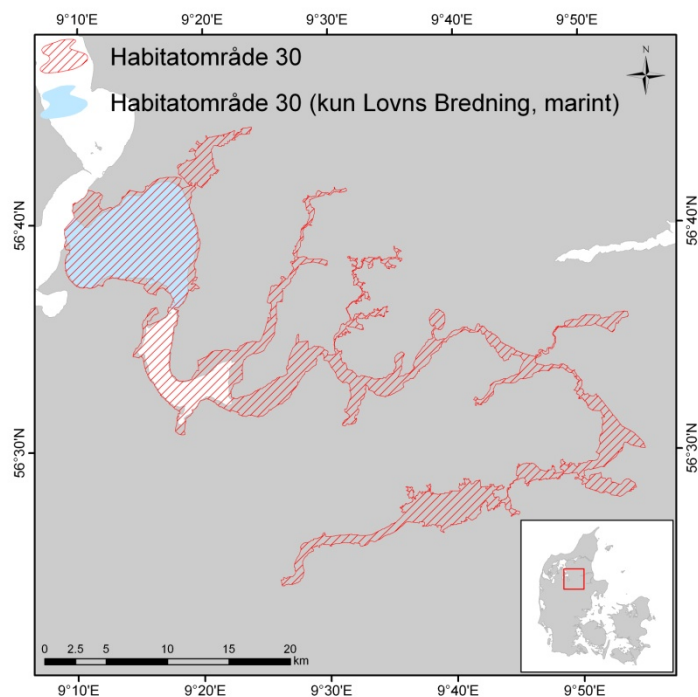 9°10'E 9°20'E 9°30'E 9°40'E 9°50'E
Habitatområde 30
N
Habitatområde 30 (kun Lovns Bredning, marint)
56°40'N 56°40'N
56°30'N 56°30'N
0 2.5 5 10 15 20
km
9°10'E 9°20'E 9°30'E 9°40'E 9°50'E